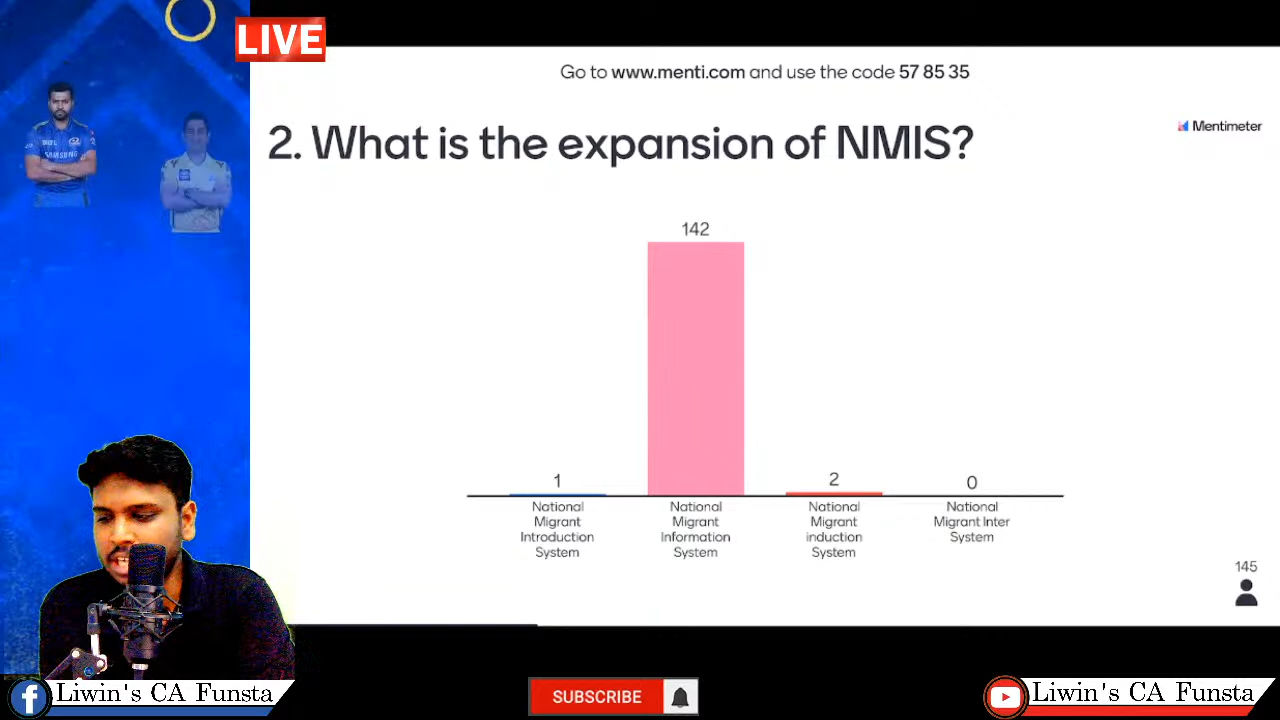 LIVE
Go to www.menti.com and use the code 57 85 35
2. What is the expansion of NMIS?
Mentimeter
SAMSUNG
142
1
2
0
National
Migrant
Introduction
System
National
Migrant
Information
System
National
Migrant
induction
System
National
Migrant Inter
System
145
Liwin's CA Funsta
SUBSCRIBE
Liwin's CA Funsta